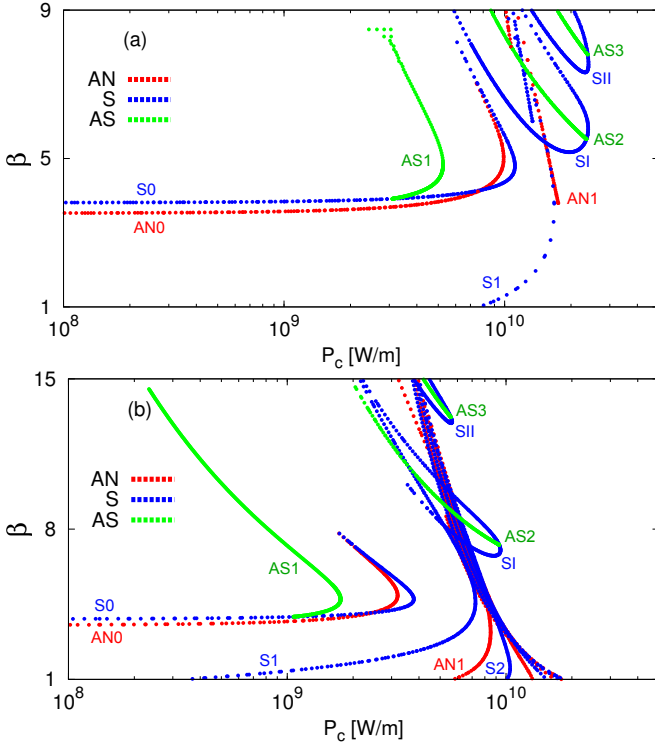 9
(a)
AN
S
AS
AS3
SII
AS2
AS1
SI
5
β
S0
AN0
AN1
S1
1
10^8
10^9
10^10
P_c [W/m]
15
(b)
AS3
SII
AN
S
AS
8
β
AS2
AS1
SI
S0
AN0
S1
AN1
S2
1
10^8
10^9
10^10
P_c [W/m]